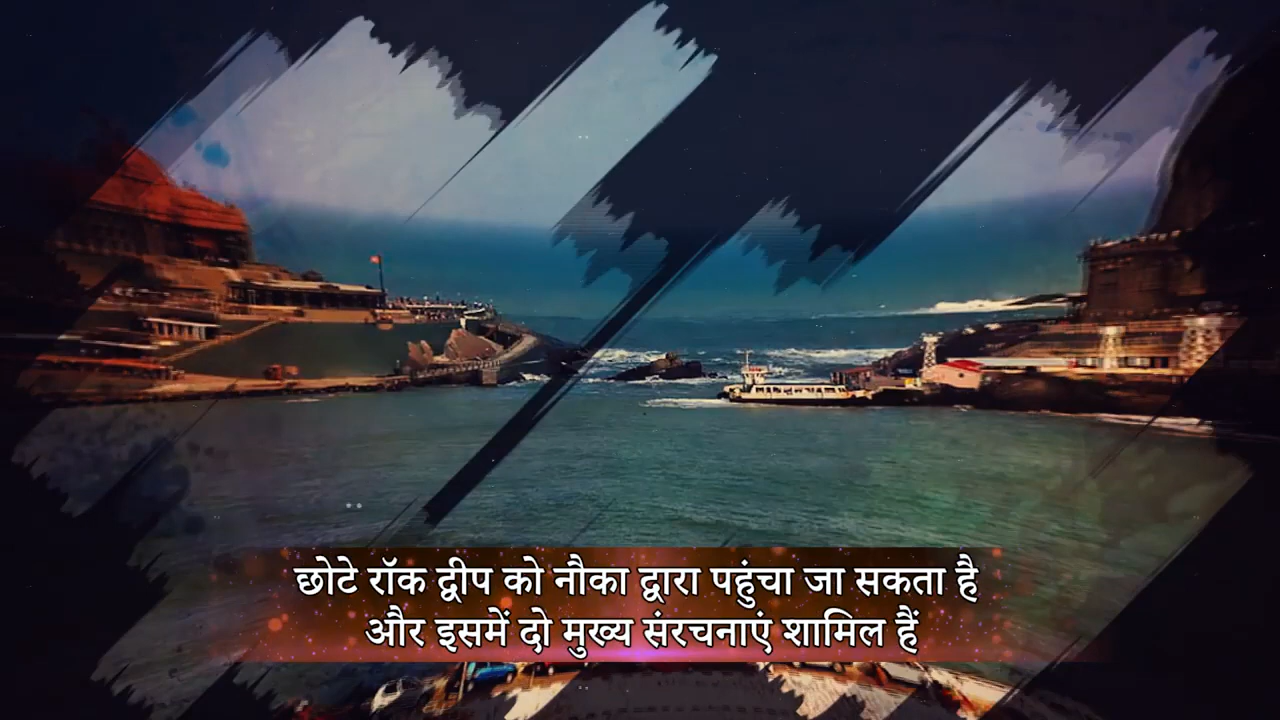 छोटे रॉक द्वीप को नौका द्वारा पहुंचा जा सकता है
और इसमें दो मुख्य संरचनाएं शामिल हैं